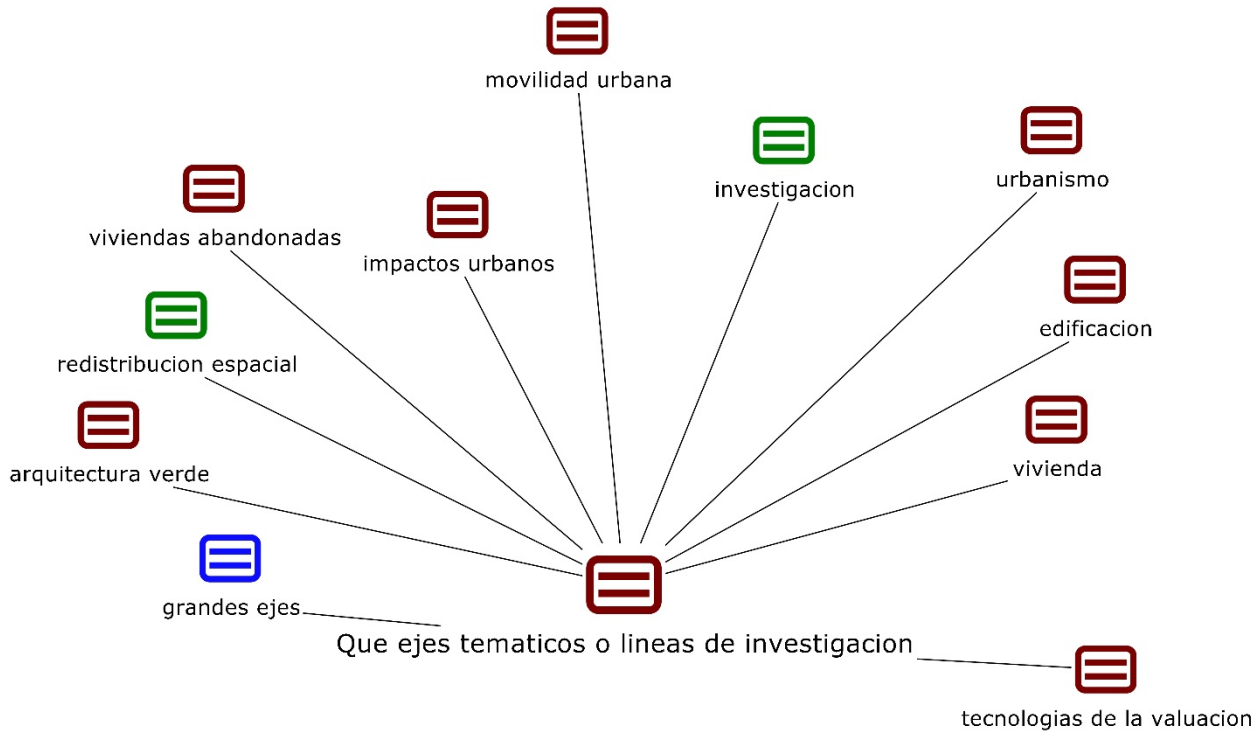 movilidad urbana
investigacion
urbanismo
viviendas abandonadas
impactos urbanos
edificacion
redistribucion espacial
arquitectura verde
vivienda
grandes ejes
Que ejes tematicos o lineas de investigacion
tecnologias de la valuacion